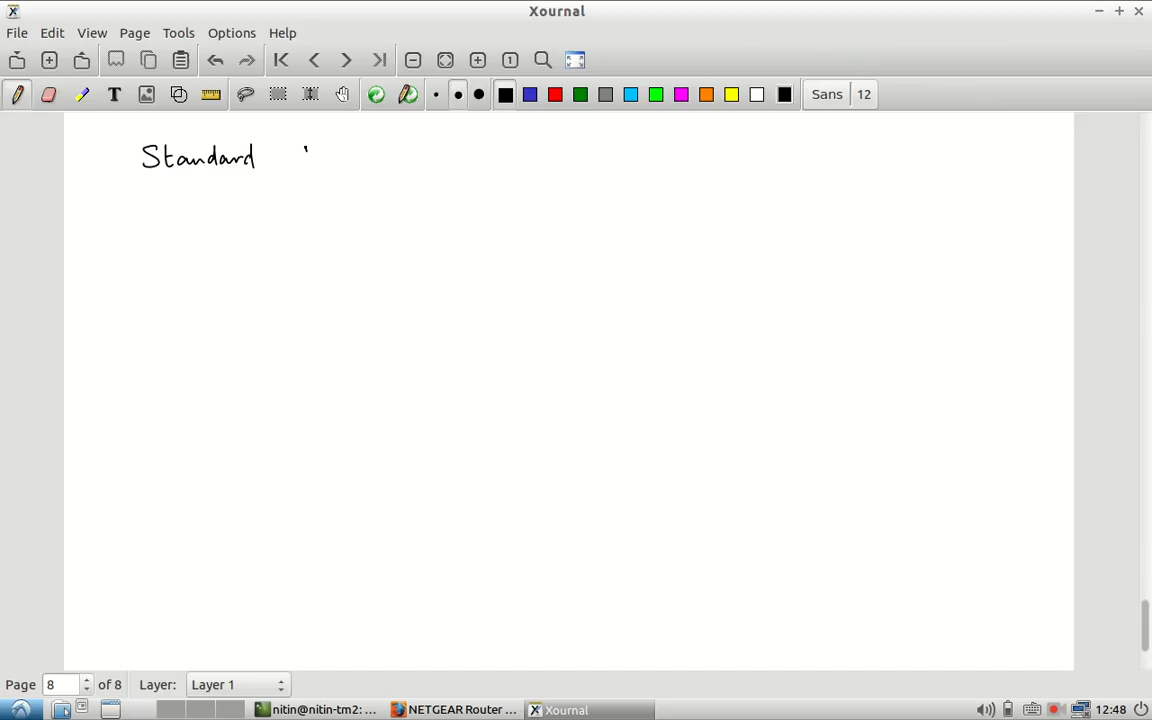 Xournal
File Edit View Page Tools Options Help
Sans 12
Standard
Page 8 of 8 Layer: Layer 1
nitin@nitin-tm2: ... NETGEAR Router ... Xournal 12:48